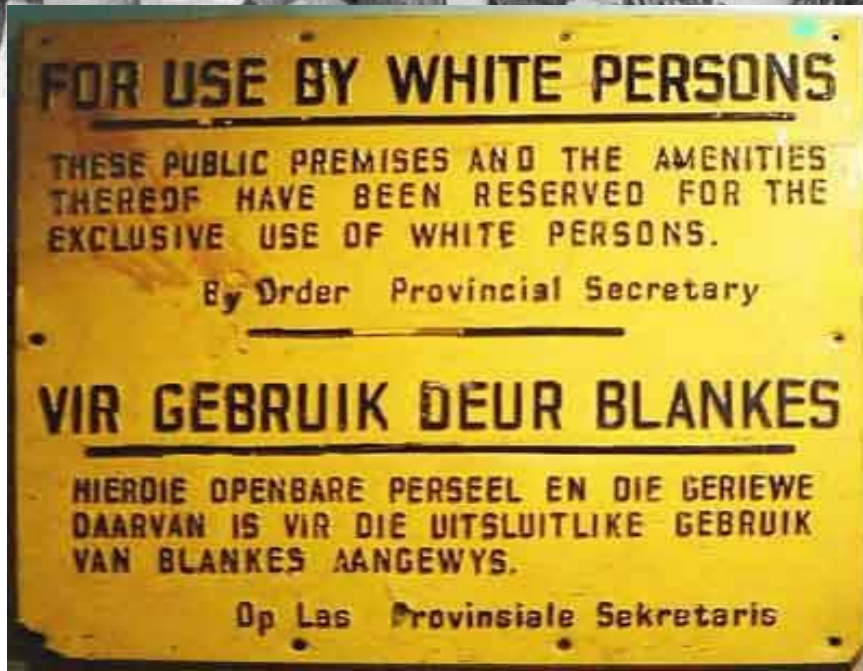 FOR USE BY WHITE PERSONS
THESE PUBLIC PREMISES AND THE AMENITIES
THEREOF HAVE BEEN RESERVED FOR THE
EXCLUSIVE USE OF WHITE PERSONS.
By Order Provincial Secretary
VIR GEBRUIK DEUR BLANKES
HIERDIE OPENBARE PERSEEL EN DIE GERIEWE
DAARVAN IS VIR DIE UITSLUITLIKE GEBRUIK
VAN BLANKES AANGEWYS.
Op Las Provinsiale Sekretaris